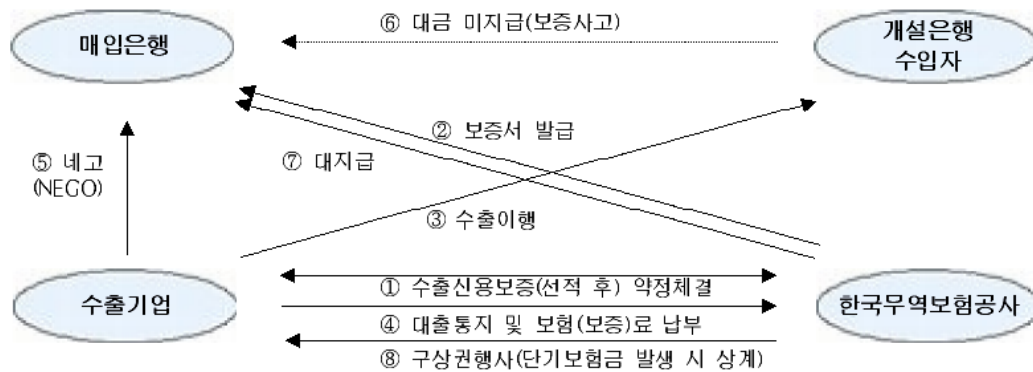 ⑥ 대금 미지급(보증사고)
매입은행
개설은행
수입자
② 보증서 발급
⑤ 네고
(NEGO)
⑦ 대지급
③ 수출이행
수출기업
① 수출신용보증(선적 후) 약정체결
한국무역보험공사
④ 대출통지 및 보험(보증)료 납부
⑧ 구상권행사(단기보험금 발생 시 상계)